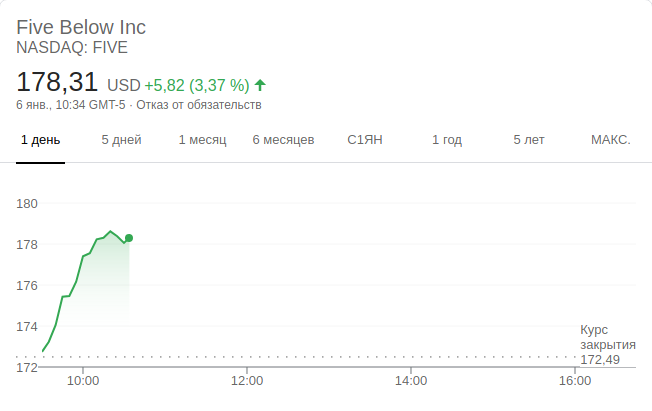 Five Below Inc
NASDAQ: FIVE
178,31 USD +5,82 (3,37 %)
6 янв., 10:34 GMT-5 · Отказ от обязательств
1 день 5 дней 1 месяц 6 месяцев С1ЯН 1 год 5 лет МАКС.
180
178
176
174
172
Курс
закрытия
172,49
10:00 12:00 14:00 16:00